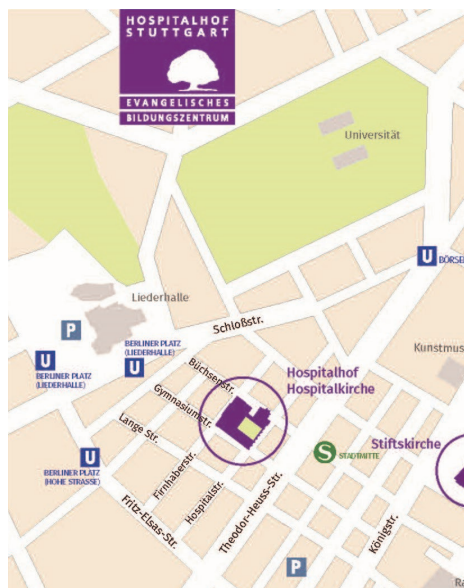 HOSPITALHOF
STUTTGART
EVANGELISCHES
BILDUNGSZENTRUM
Universität
U
BÖRSE
Liederhalle
Schloßstr.
P
BERLINER PLATZ
(LIEDERHALLE)
U
U
BERLINER PLATZ
(LIEDERHALLE)
Kunstmus
Büchsenstr.
Hospitalhof
Hospitalkirche
Gymnasiumstr.
Lange Str.
Stiftskirche
S
STADTMITTE
U
BERLINER PLATZ
(HOHE STRASSE)
Firnhaberstr.
Hospitalstr.
Fritz-Elsas-Str.
Theodor-Heuss-Str.
Königstr.
P
Ra